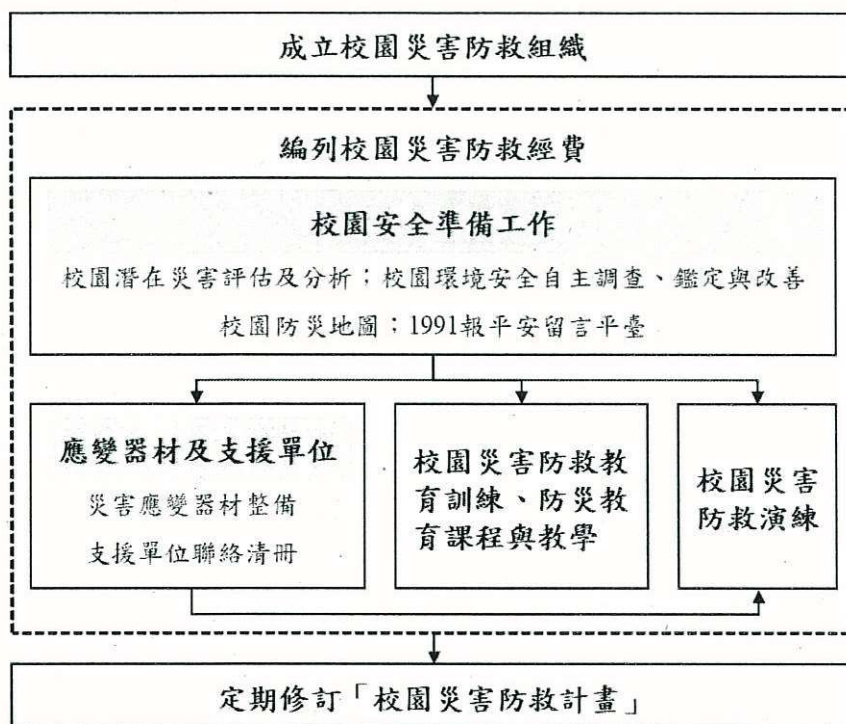 成立校園災害防救組織
編列校園災害防救經費
校園安全準備工作
校園潛在災害評估及分析；校園環境安全自主調查、鑑定與改善
校園防災地圖；1991報平安留言平臺
應變器材及支援單位
災害應變器材整備
支援單位聯絡清冊
校園災害防救教
育訓練、防災教
育課程與教學
校園災害
防救演練
定期修訂「校園災害防救計畫」